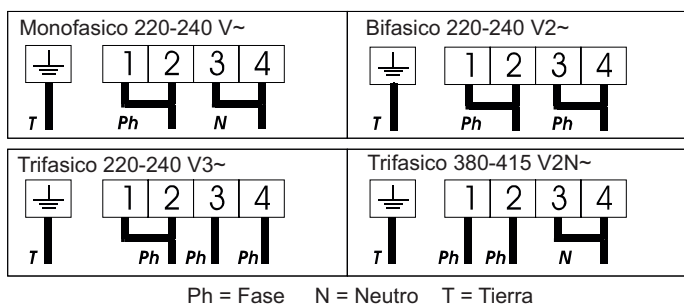 Monofasico 220-240 V~
1 2 3 4
T Ph N
Bifasico 220-240 V2~
1 2 3 4
T Ph Ph
Trifasico 220-240 V3~
1 2 3 4
T Ph Ph Ph
Trifasico 380-415 V2N~
1 2 3 4
T Ph Ph N
Ph = Fase N = Neutro T = Tierra